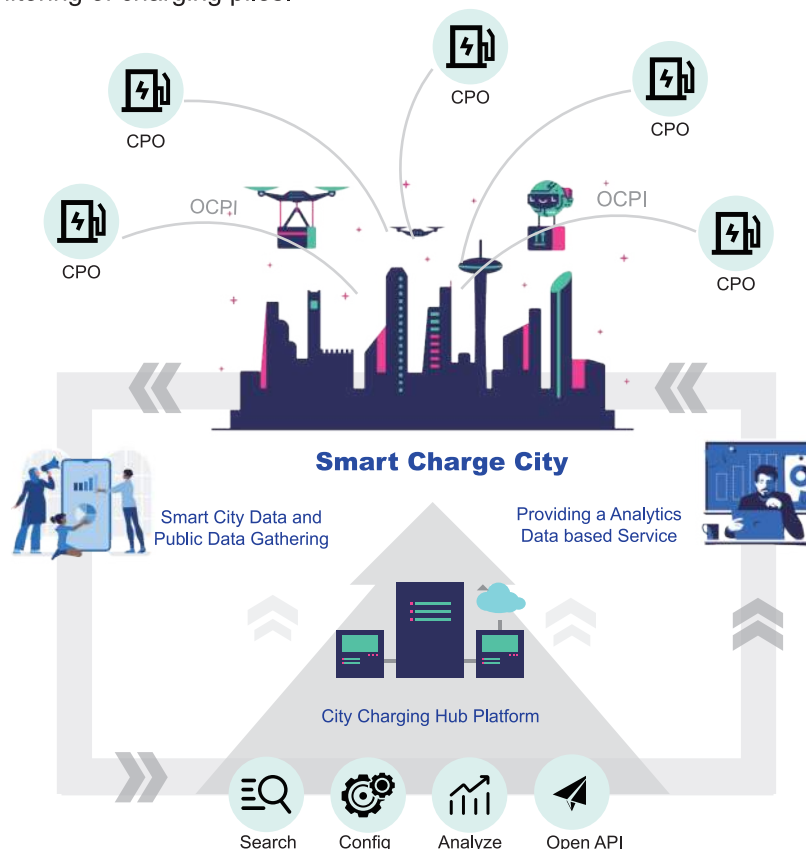 CPO
CPO
CPO
CPO
CPO
OCPI
OCPI
Smart Charge City
Smart City Data and
Public Data Gathering
Providing a Analytics
Data based Service
City Charging Hub Platform
Search
Config
Analyze
Open API